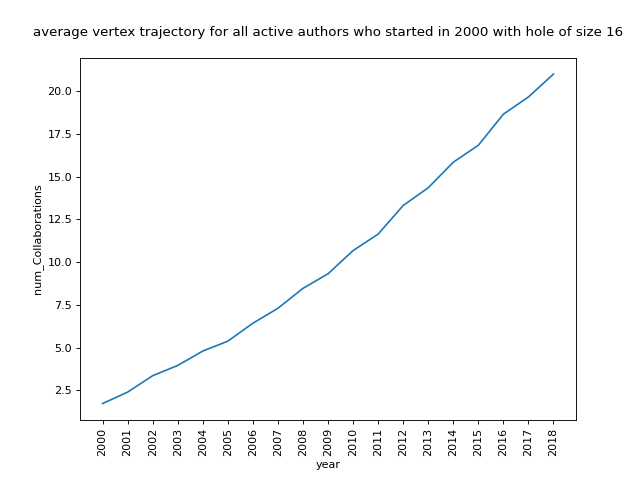 average vertex trajectory for all active authors who started in 2000 with hole of size 16
num_Collaborations
20.0
17.5
15.0
12.5
10.0
7.5
5.0
2.5
2000 2001 2002 2003 2004 2005 2006 2007 2008 2009 2010 2011 2012 2013 2014 2015 2016 2017 2018
year